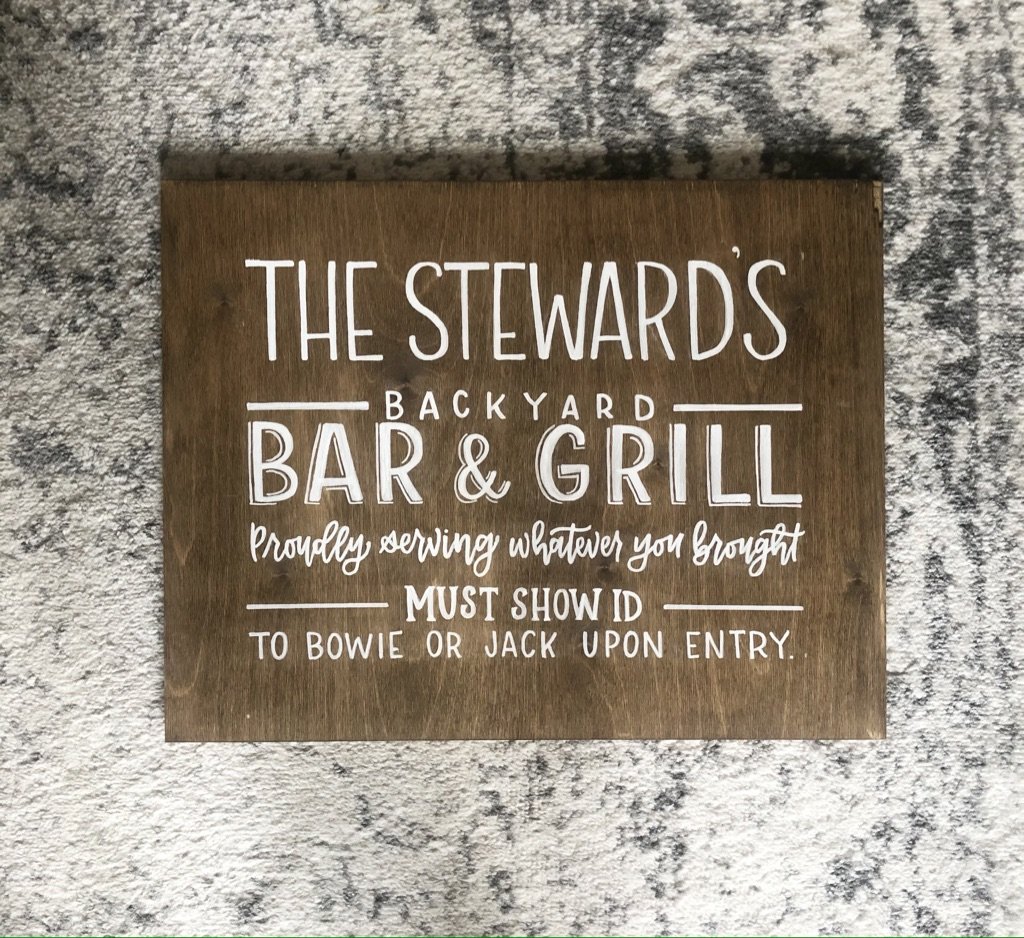 THE STEWARD'S
BACKYARD
BAR & GRILL
Proudly serving whatever you brought
MUST SHOW ID
TO BOWIE OR JACK UPON ENTRY.